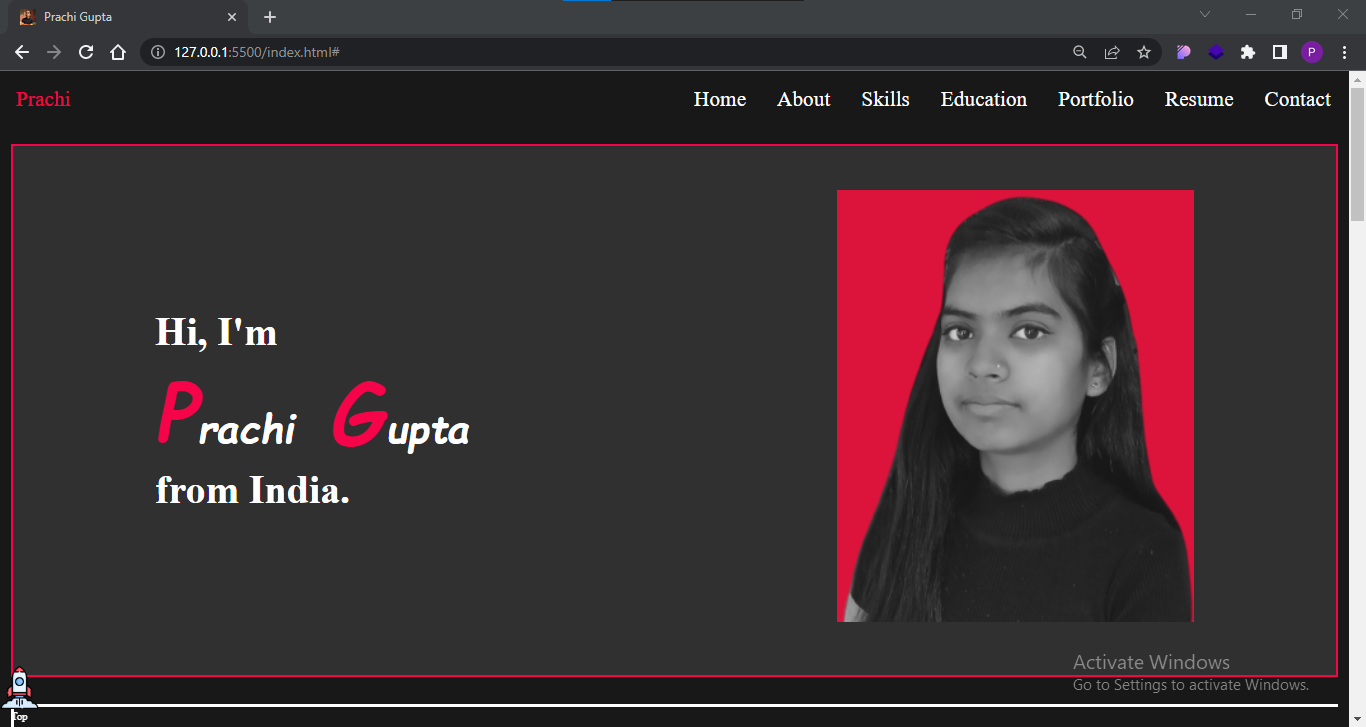 Prachi Gupta
127.0.0.1:5500/index.html#
P
Prachi
Home About Skills Education Portfolio Resume Contact
Hi, I'm
Prachi Gupta
from India.
Activate Windows
Go to Settings to activate Windows.
Top